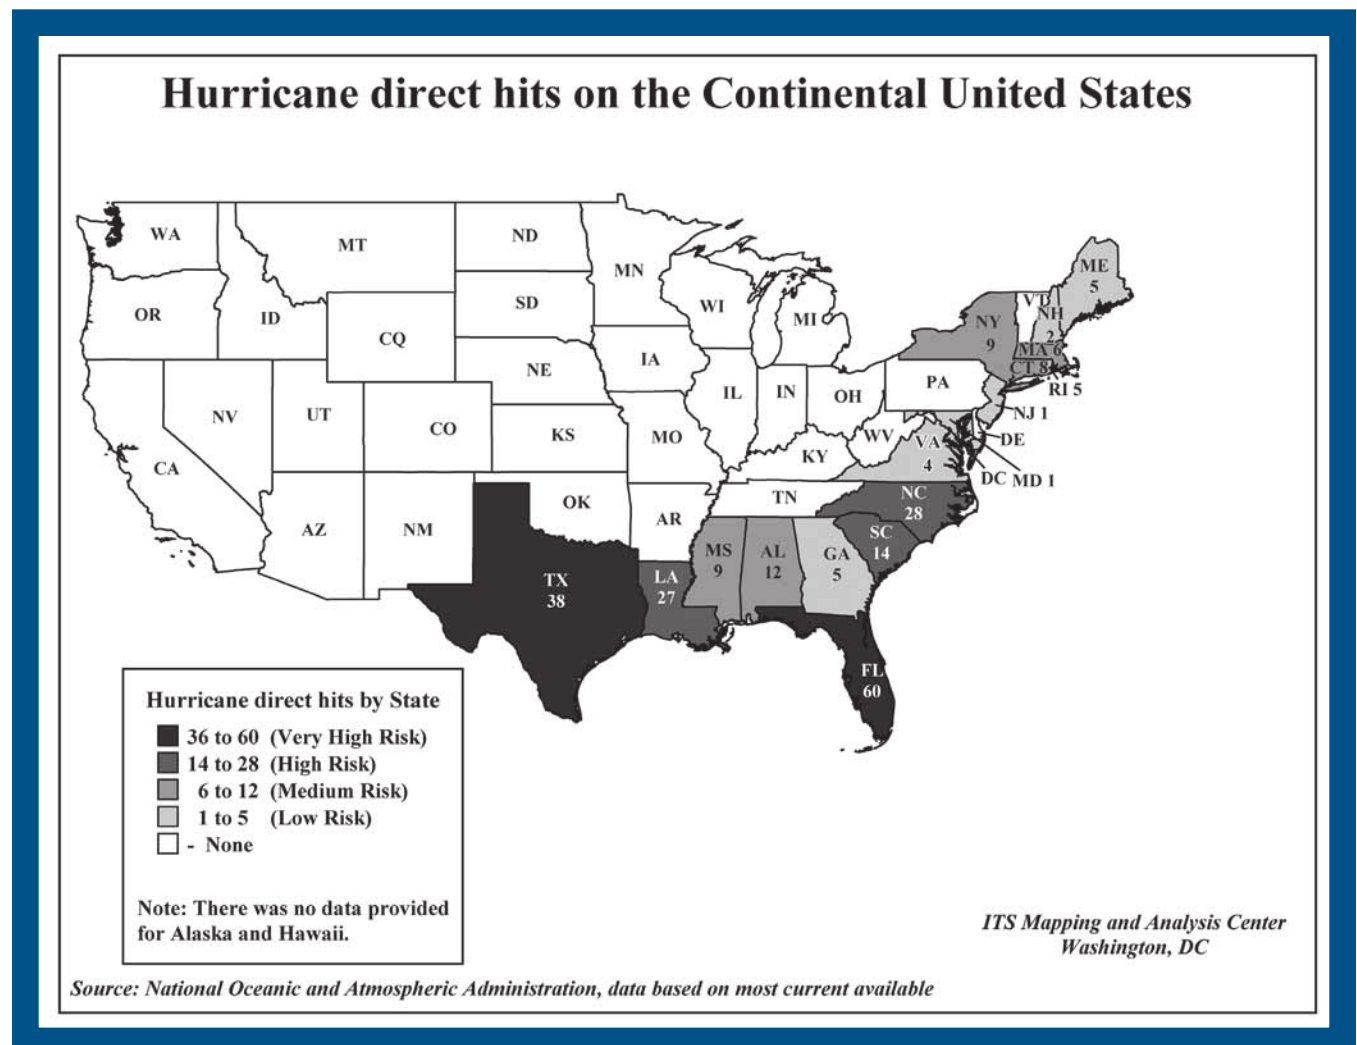 Hurricane direct hits on the Continental United States
WA
MT
ND
MN
ME
5
OR
ID
SD
WI
MI
NY
9
VT
NH
2
MA 6
CT 8
RI 5
CQ
IA
NE
PA
NJ 1
NV
UT
CO
KS
MO
IL
IN
OH
WV
VA
4
DE
DC
MD 1
CA
KY
AZ
NM
OK
AR
TN
NC
28
SC
14
TX
38
LA
27
MS
9
AL
12
GA
5
FL
60
Hurricane direct hits by State
36 to 60 (Very High Risk)
14 to 28 (High Risk)
6 to 12 (Medium Risk)
1 to 5 (Low Risk)
- None
Note: There was no data provided
for Alaska and Hawaii.
ITS Mapping and Analysis Center
Washington, DC
Source: National Oceanic and Atmospheric Administration, data based on most current available